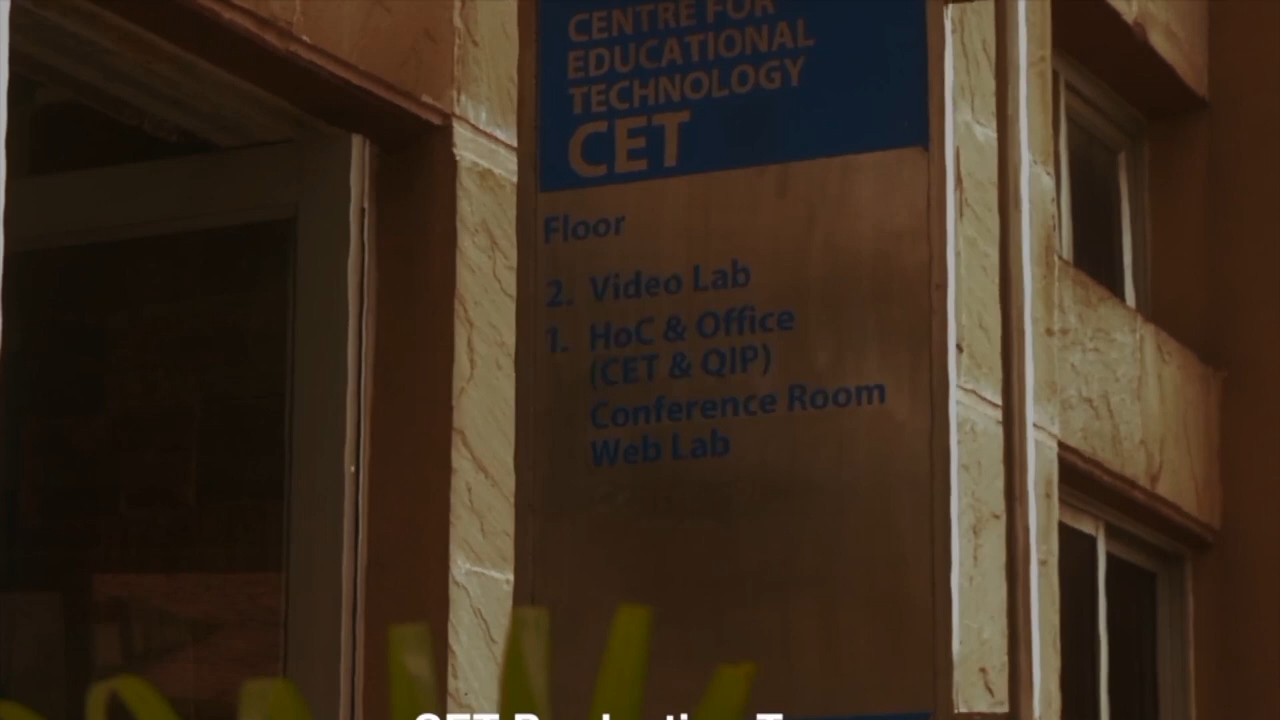 CENTRE FOR
EDUCATIONAL
TECHNOLOGY
CET
Floor
2. Video Lab
1. HoC & Office
(CET & QIP)
Conference Room
Web Lab